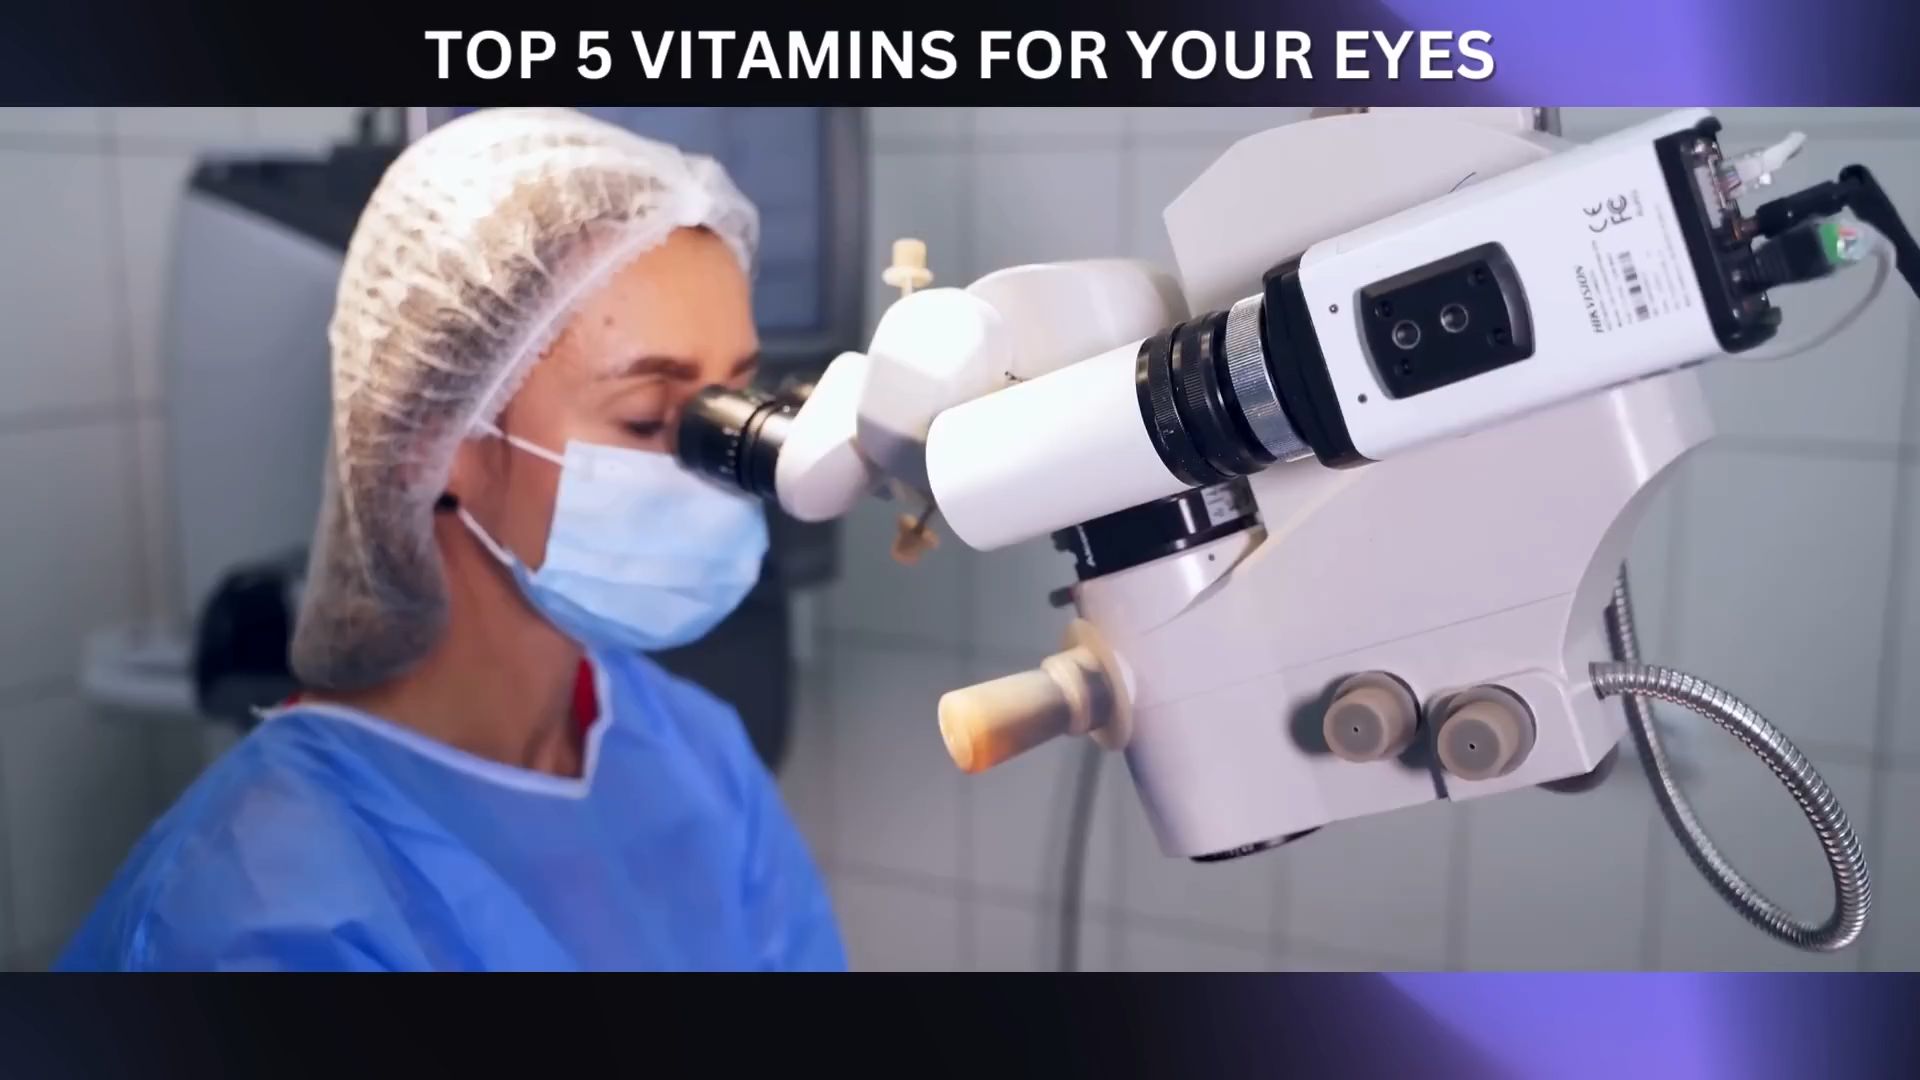 TOP 5 VITAMINS FOR YOUR EYES
CE
FC
HIKVISION